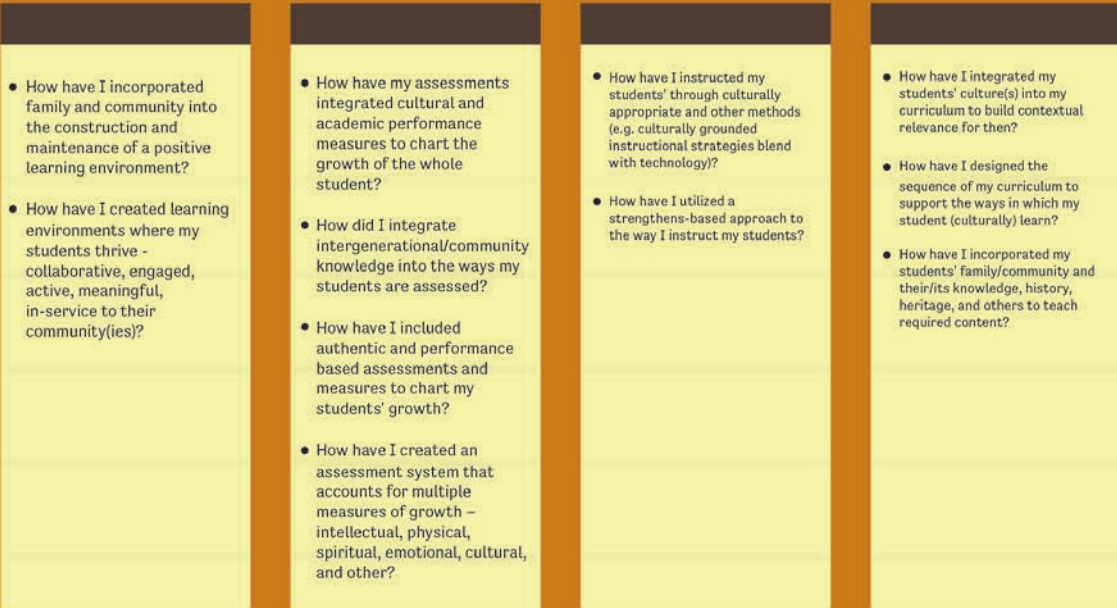 ● How have I incorporated
family and community into
the construction and
maintenance of a positive
learning environment?
● How have I created learning
environments where my
students thrive -
collaborative, engaged,
active, meaningful,
in-service to their
community(ies)?
● How have my assessments
integrated cultural and
academic performance
measures to chart the
growth of the whole
student?
● How did I integrate
intergenerational/community
knowledge into the ways my
students are assessed?
● How have I included
authentic and performance
based assessments and
measures to chart my
students' growth?
● How have I created an
assessment system that
accounts for multiple
measures of growth –
intellectual, physical,
spiritual, emotional, cultural,
and other?
● How have I instructed my
students' through culturally
appropriate and other methods
(e.g. culturally grounded
instructional strategies blend
with technology)?
● How have I utilized a
strengthens-based approach to
the way I instruct my students?
● How have I integrated my
students' culture(s) into my
curriculum to build contextual
relevance for then?
● How have I designed the
sequence of my curriculum to
support the ways in which my
student (culturally) learn?
● How have I incorporated my
students' family/community and
their/its knowledge, history,
heritage, and others to teach
required content?